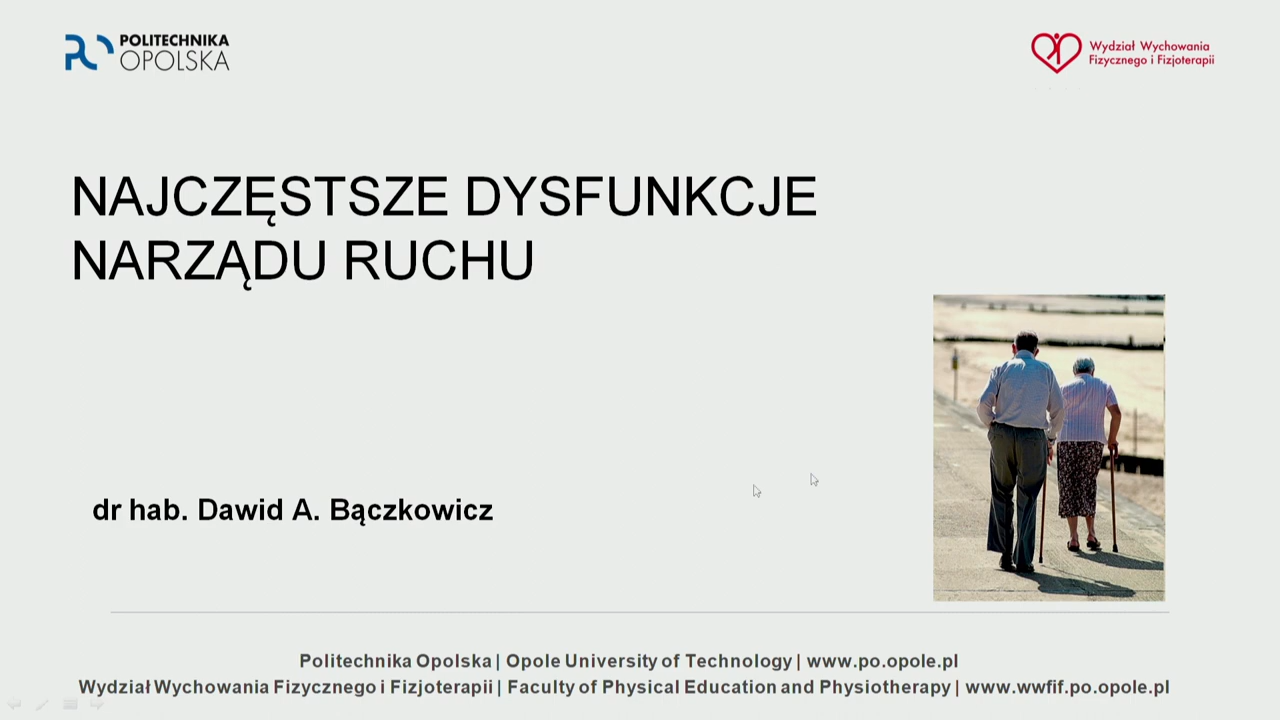 POLITECHNIKA
OPOLSKA
Wydział Wychowania
Fizycznego i Fizjoterapii
NAJCZĘSTSZE DYSFUNKCJE
NARZĄDU RUCHU
dr hab. Dawid A. Bączkowicz
Politechnika Opolska | Opole University of Technology | www.po.opole.pl
Wydział Wychowania Fizycznego i Fizjoterapii | Faculty of Physical Education and Physiotherapy | www.wwfif.po.opole.pl